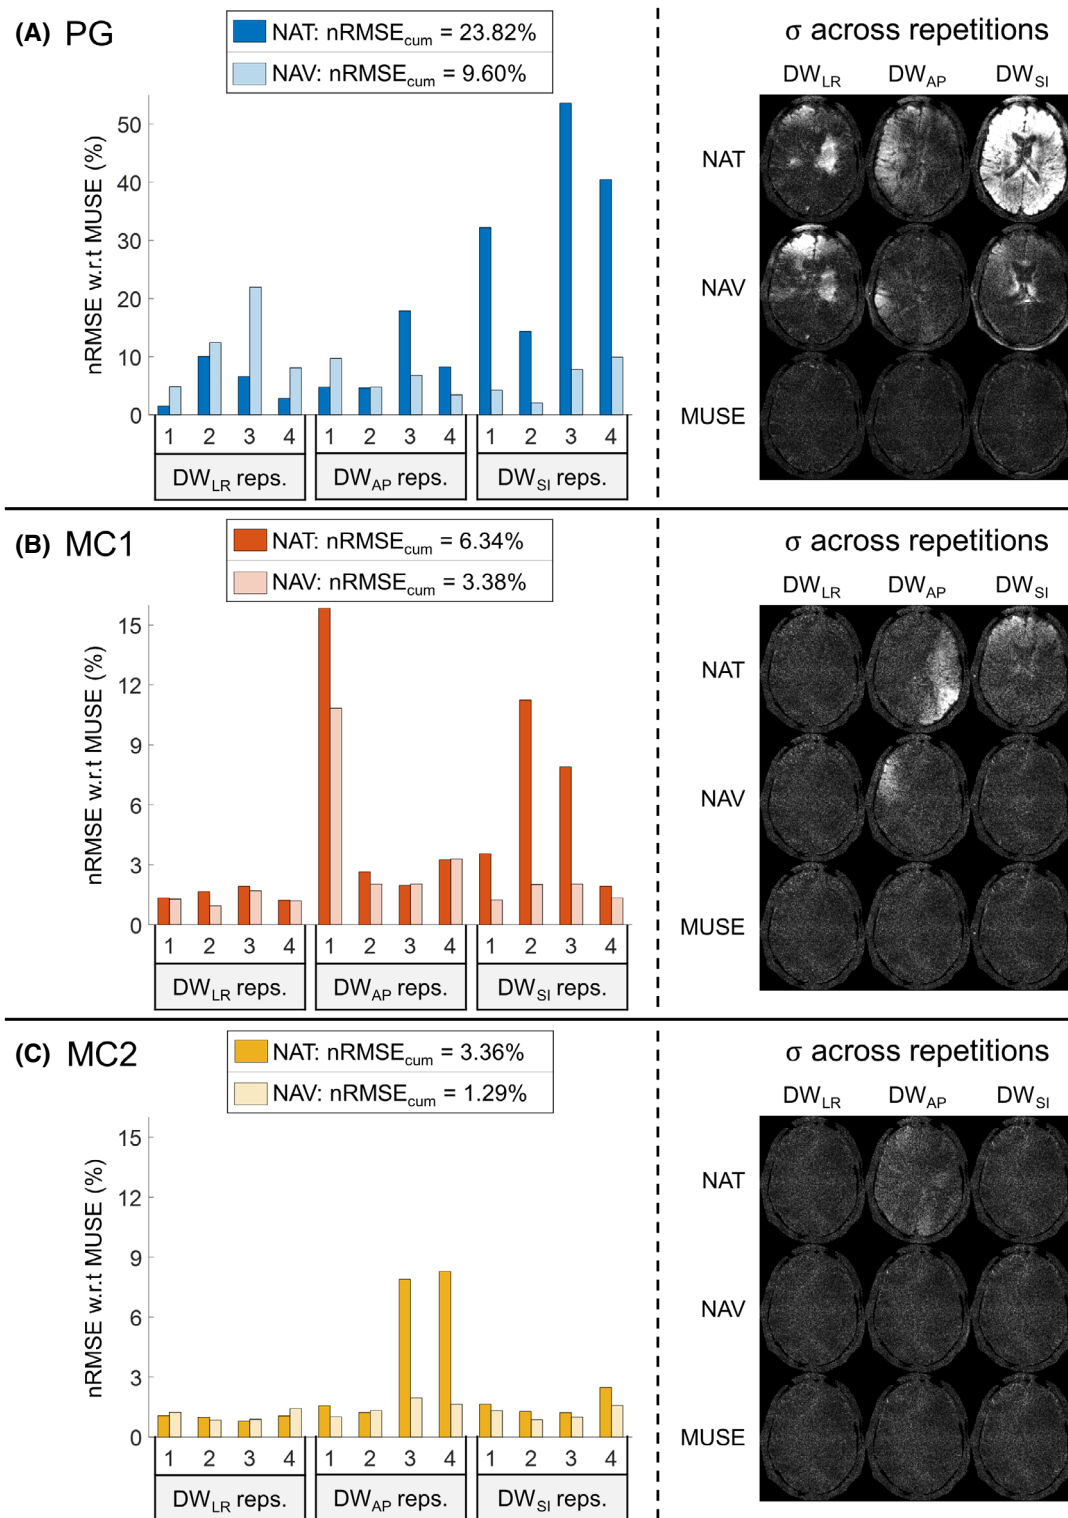 (A) PG
NAT: nRMSEcum = 23.82%
NAV: nRMSEcum = 9.60%
nRMSE w.r.t MUSE (%)
50
40
30
20
10
0
1 2 3 4 1 2 3 4 1 2 3 4
DWLR reps. DWAP reps. DWSI reps.
σ across repetitions
DWLR DWAP DWSI
NAT
NAV
MUSE
(B) MC1
NAT: nRMSEcum = 6.34%
NAV: nRMSEcum = 3.38%
nRMSE w.r.t MUSE (%)
15
12
9
6
3
0
1 2 3 4 1 2 3 4 1 2 3 4
DWLR reps. DWAP reps. DWSI reps.
σ across repetitions
DWLR DWAP DWSI
NAT
NAV
MUSE
(C) MC2
NAT: nRMSEcum = 3.36%
NAV: nRMSEcum = 1.29%
nRMSE w.r.t MUSE (%)
15
12
9
6
3
0
1 2 3 4 1 2 3 4 1 2 3 4
DWLR reps. DWAP reps. DWSI reps.
σ across repetitions
DWLR DWAP DWSI
NAT
NAV
MUSE